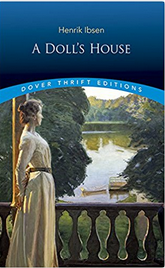 Henrik Ibsen
A DOLL'S HOUSE
DOVER THRIFT EDITIONS